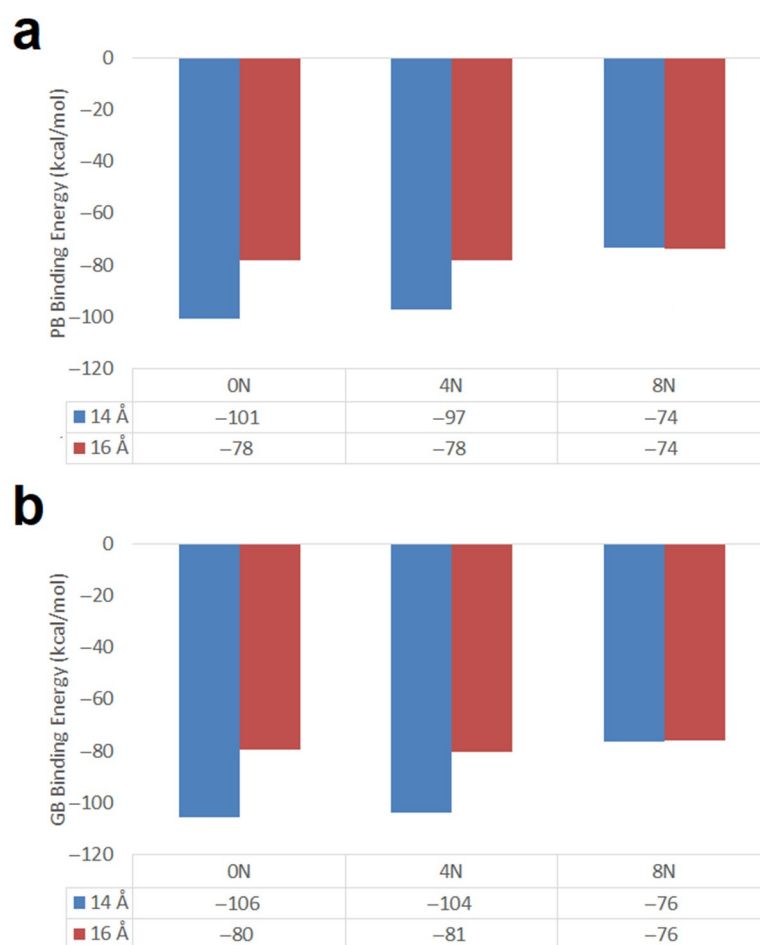 a
PB Binding Energy (kcal/mol)
0
−20
−40
−60
−80
−100
−120
0N 4N 8N
14 Å −101 −97 −74
16 Å −78 −78 −74
b
GB Binding Energy (kcal/mol)
0
−20
−40
−60
−80
−100
−120
0N 4N 8N
14 Å −106 −104 −76
16 Å −80 −81 −76